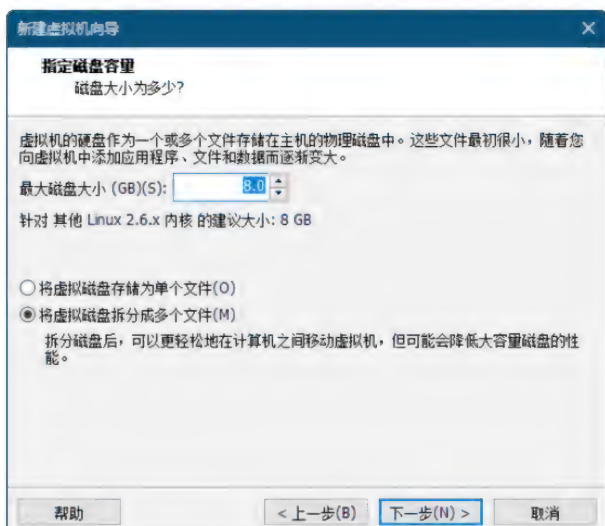 新建虚拟机向导
指定磁盘容量
磁盘大小为多少?
虚拟机的硬盘作为一个或多个文件存储在主机的物理磁盘中。这些文件最初很小，随着您
向虚拟机中添加应用程序、文件和数据而逐渐变大。
最大磁盘大小 (GB)(S): 8.0
针对 其他 Linux 2.6.x 内核 的建议大小: 8 GB
将虚拟磁盘存储为单个文件(O)
将虚拟磁盘拆分成多个文件(M)
拆分磁盘后，可以更轻松地在计算机之间移动虚拟机，但可能会降低大容量磁盘的性
能。
帮助 < 上一步(B) 下一步(N) > 取消